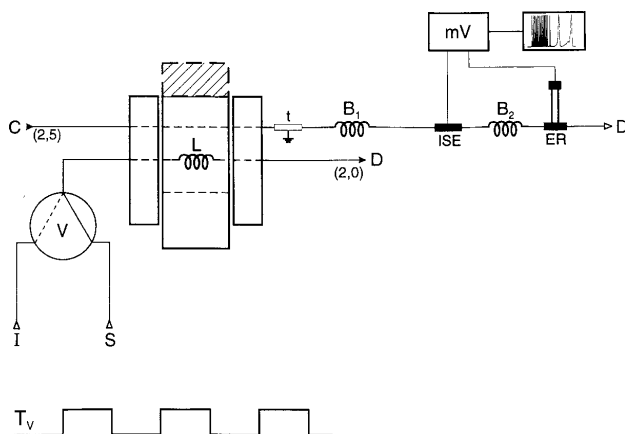 mV
C
(2,5)
t
B1
ISE
B2
ER
D
L
D
(2,0)
V
I
S
TV